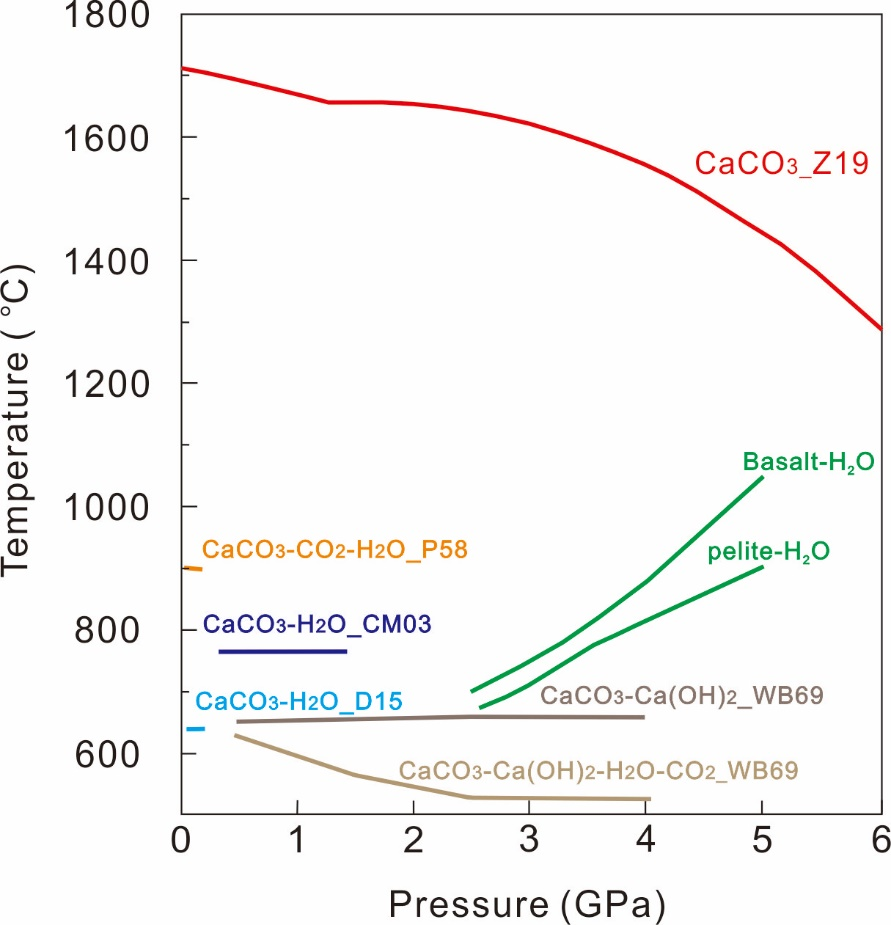 1800
1600
CaCO3_Z19
1400
1200
Basalt-H₂O
1000
CaCO3-CO2-H2O_P58
pelite-H₂O
800
CaCO3-H2O_CM03
CaCO3-H2O_D15
CaCO3-Ca(OH)2_WB69
600
CaCO3-Ca(OH)2-H2O-CO2_WB69
Temperature ( °C)
0 1 2 3 4 5 6
Pressure (GPa)